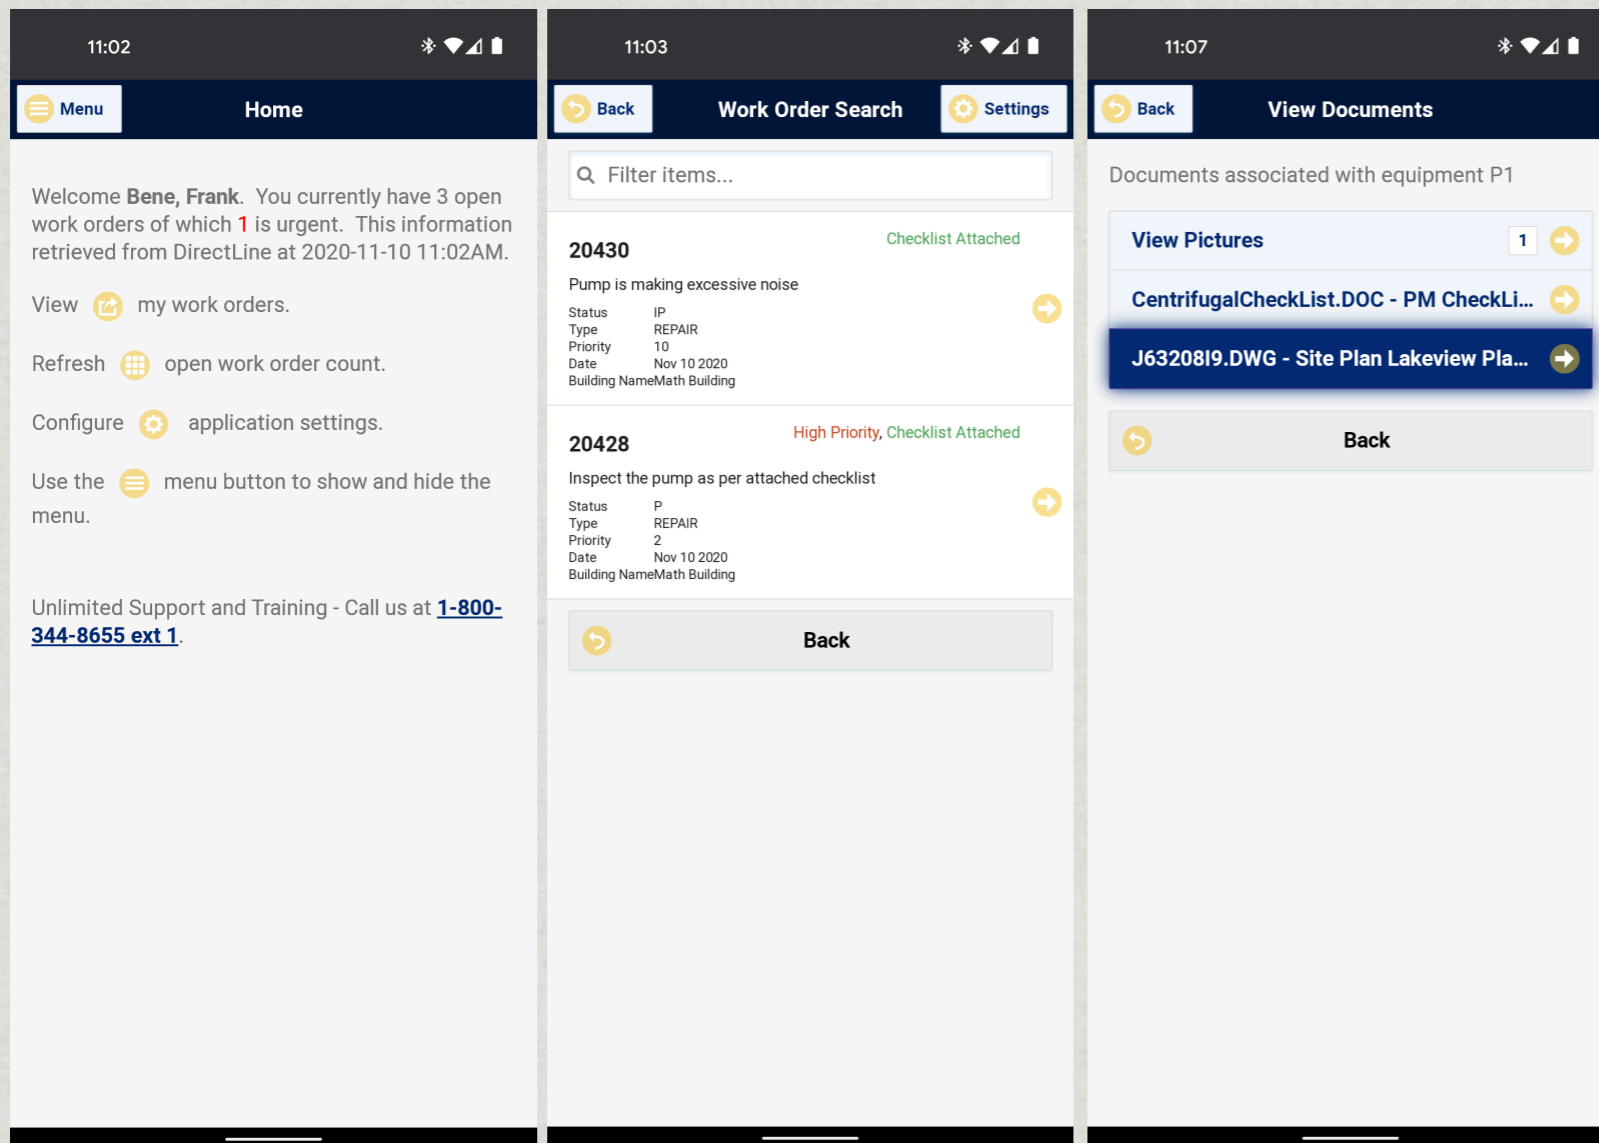 11:02
Menu
Home
Welcome Bene, Frank. You currently have 3 open
work orders of which 1 is urgent. This information
retrieved from DirectLine at 2020-11-10 11:02AM.
View my work orders.
Refresh open work order count.
Configure application settings.
Use the menu button to show and hide the
menu.
Unlimited Support and Training - Call us at 1-800-
344-8655 ext 1.
11:03
Back
Work Order Search
Settings
Filter items...
Checklist Attached
20430
Pump is making excessive noise
Status IP
Type REPAIR
Priority 10
Date Nov 10 2020
Building NameMath Building
High Priority, Checklist Attached
20428
Inspect the pump as per attached checklist
Status P
Type REPAIR
Priority 2
Date Nov 10 2020
Building NameMath Building
Back
11:07
Back
View Documents
Documents associated with equipment P1
View Pictures 1
CentrifugalCheckList.DOC - PM CheckLi...
J63208I9.DWG - Site Plan Lakeview Pla...
Back